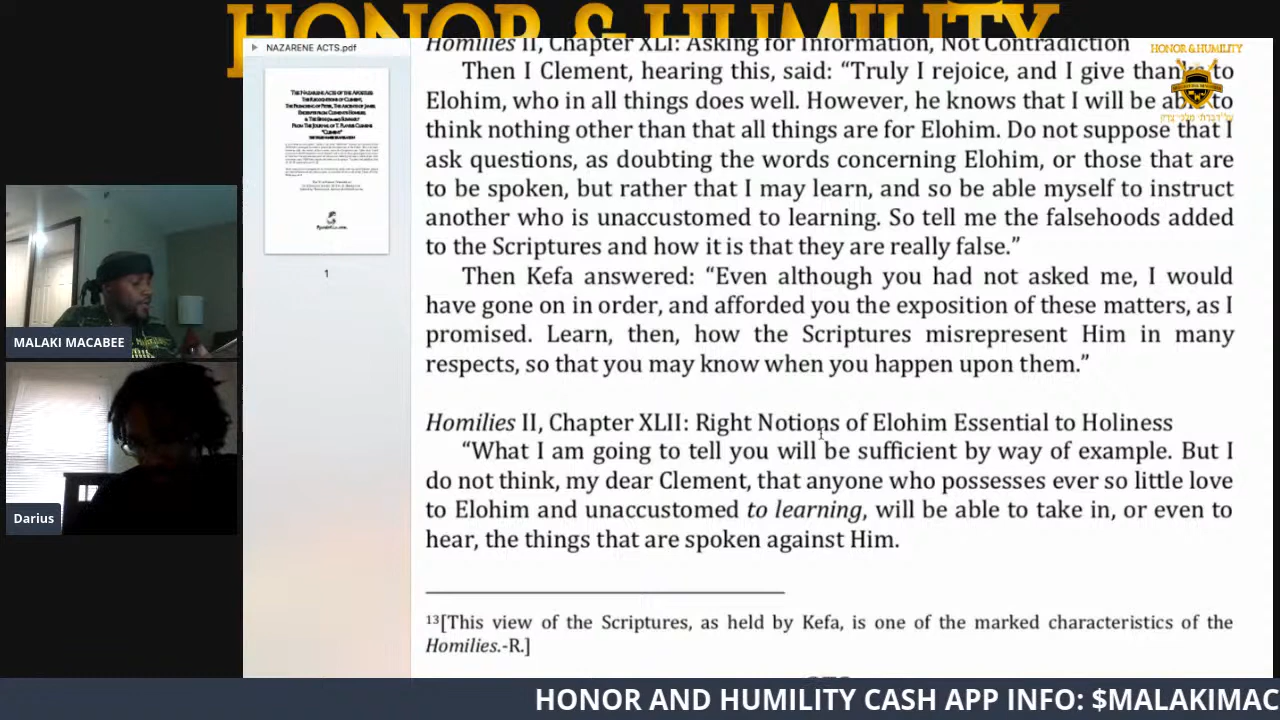 HONOR & HUMILITY
NAZARENE ACTS.pdf
1
MALAKI MACABEE
Darius
Homilies II, Chapter XLI: Asking for Information, Not Contradiction
HONOR & HUMILITY
Then I Clement, hearing this, said: “Truly I rejoice, and I give thanks to
Elohim, who in all things does well. However, he knows that I will be able to
think nothing other than that all things are for Elohim. Do not suppose that I
ask questions, as doubting the words concerning Elohim, or those that are
to be spoken, but rather that I may learn, and so be able myself to instruct
another who is unaccustomed to learning. So tell me the falsehoods added
to the Scriptures and how it is that they are really false.”
Then Kefa answered: “Even although you had not asked me, I would
have gone on in order, and afforded you the exposition of these matters, as I
promised. Learn, then, how the Scriptures misrepresent Him in many
respects, so that you may know when you happen upon them.”
Homilies II, Chapter XLII: Right Notions of Elohim Essential to Holiness
“What I am going to tell you will be sufficient by way of example. But I
do not think, my dear Clement, that anyone who possesses ever so little love
to Elohim and unaccustomed to learning, will be able to take in, or even to
hear, the things that are spoken against Him.
13[This view of the Scriptures, as held by Kefa, is one of the marked characteristics of the
Homilies.-R.]
HONOR AND HUMILITY CASH APP INFO: $MALAKIMAC